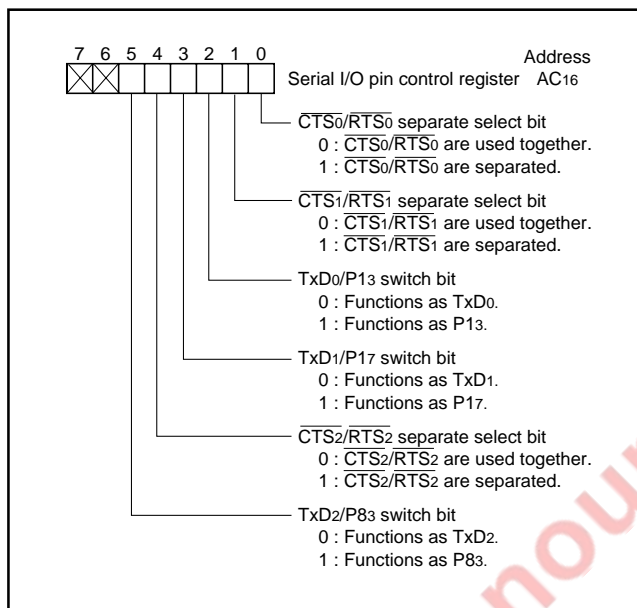 7 6 5 4 3 2 1 0 Address
Serial I/O pin control register AC16
CTS0/RTS0 separate select bit
0 : CTS0/RTS0 are used together.
1 : CTS0/RTS0 are separated.
CTS1/RTS1 separate select bit
0 : CTS1/RTS1 are used together.
1 : CTS1/RTS1 are separated.
TxD0/P13 switch bit
0 : Functions as TxD0.
1 : Functions as P13.
TxD1/P17 switch bit
0 : Functions as TxD1.
1 : Functions as P17.
CTS2/RTS2 separate select bit
0 : CTS2/RTS2 are used together.
1 : CTS2/RTS2 are separated.
TxD2/P83 switch bit
0 : Functions as TxD2.
1 : Functions as P83.